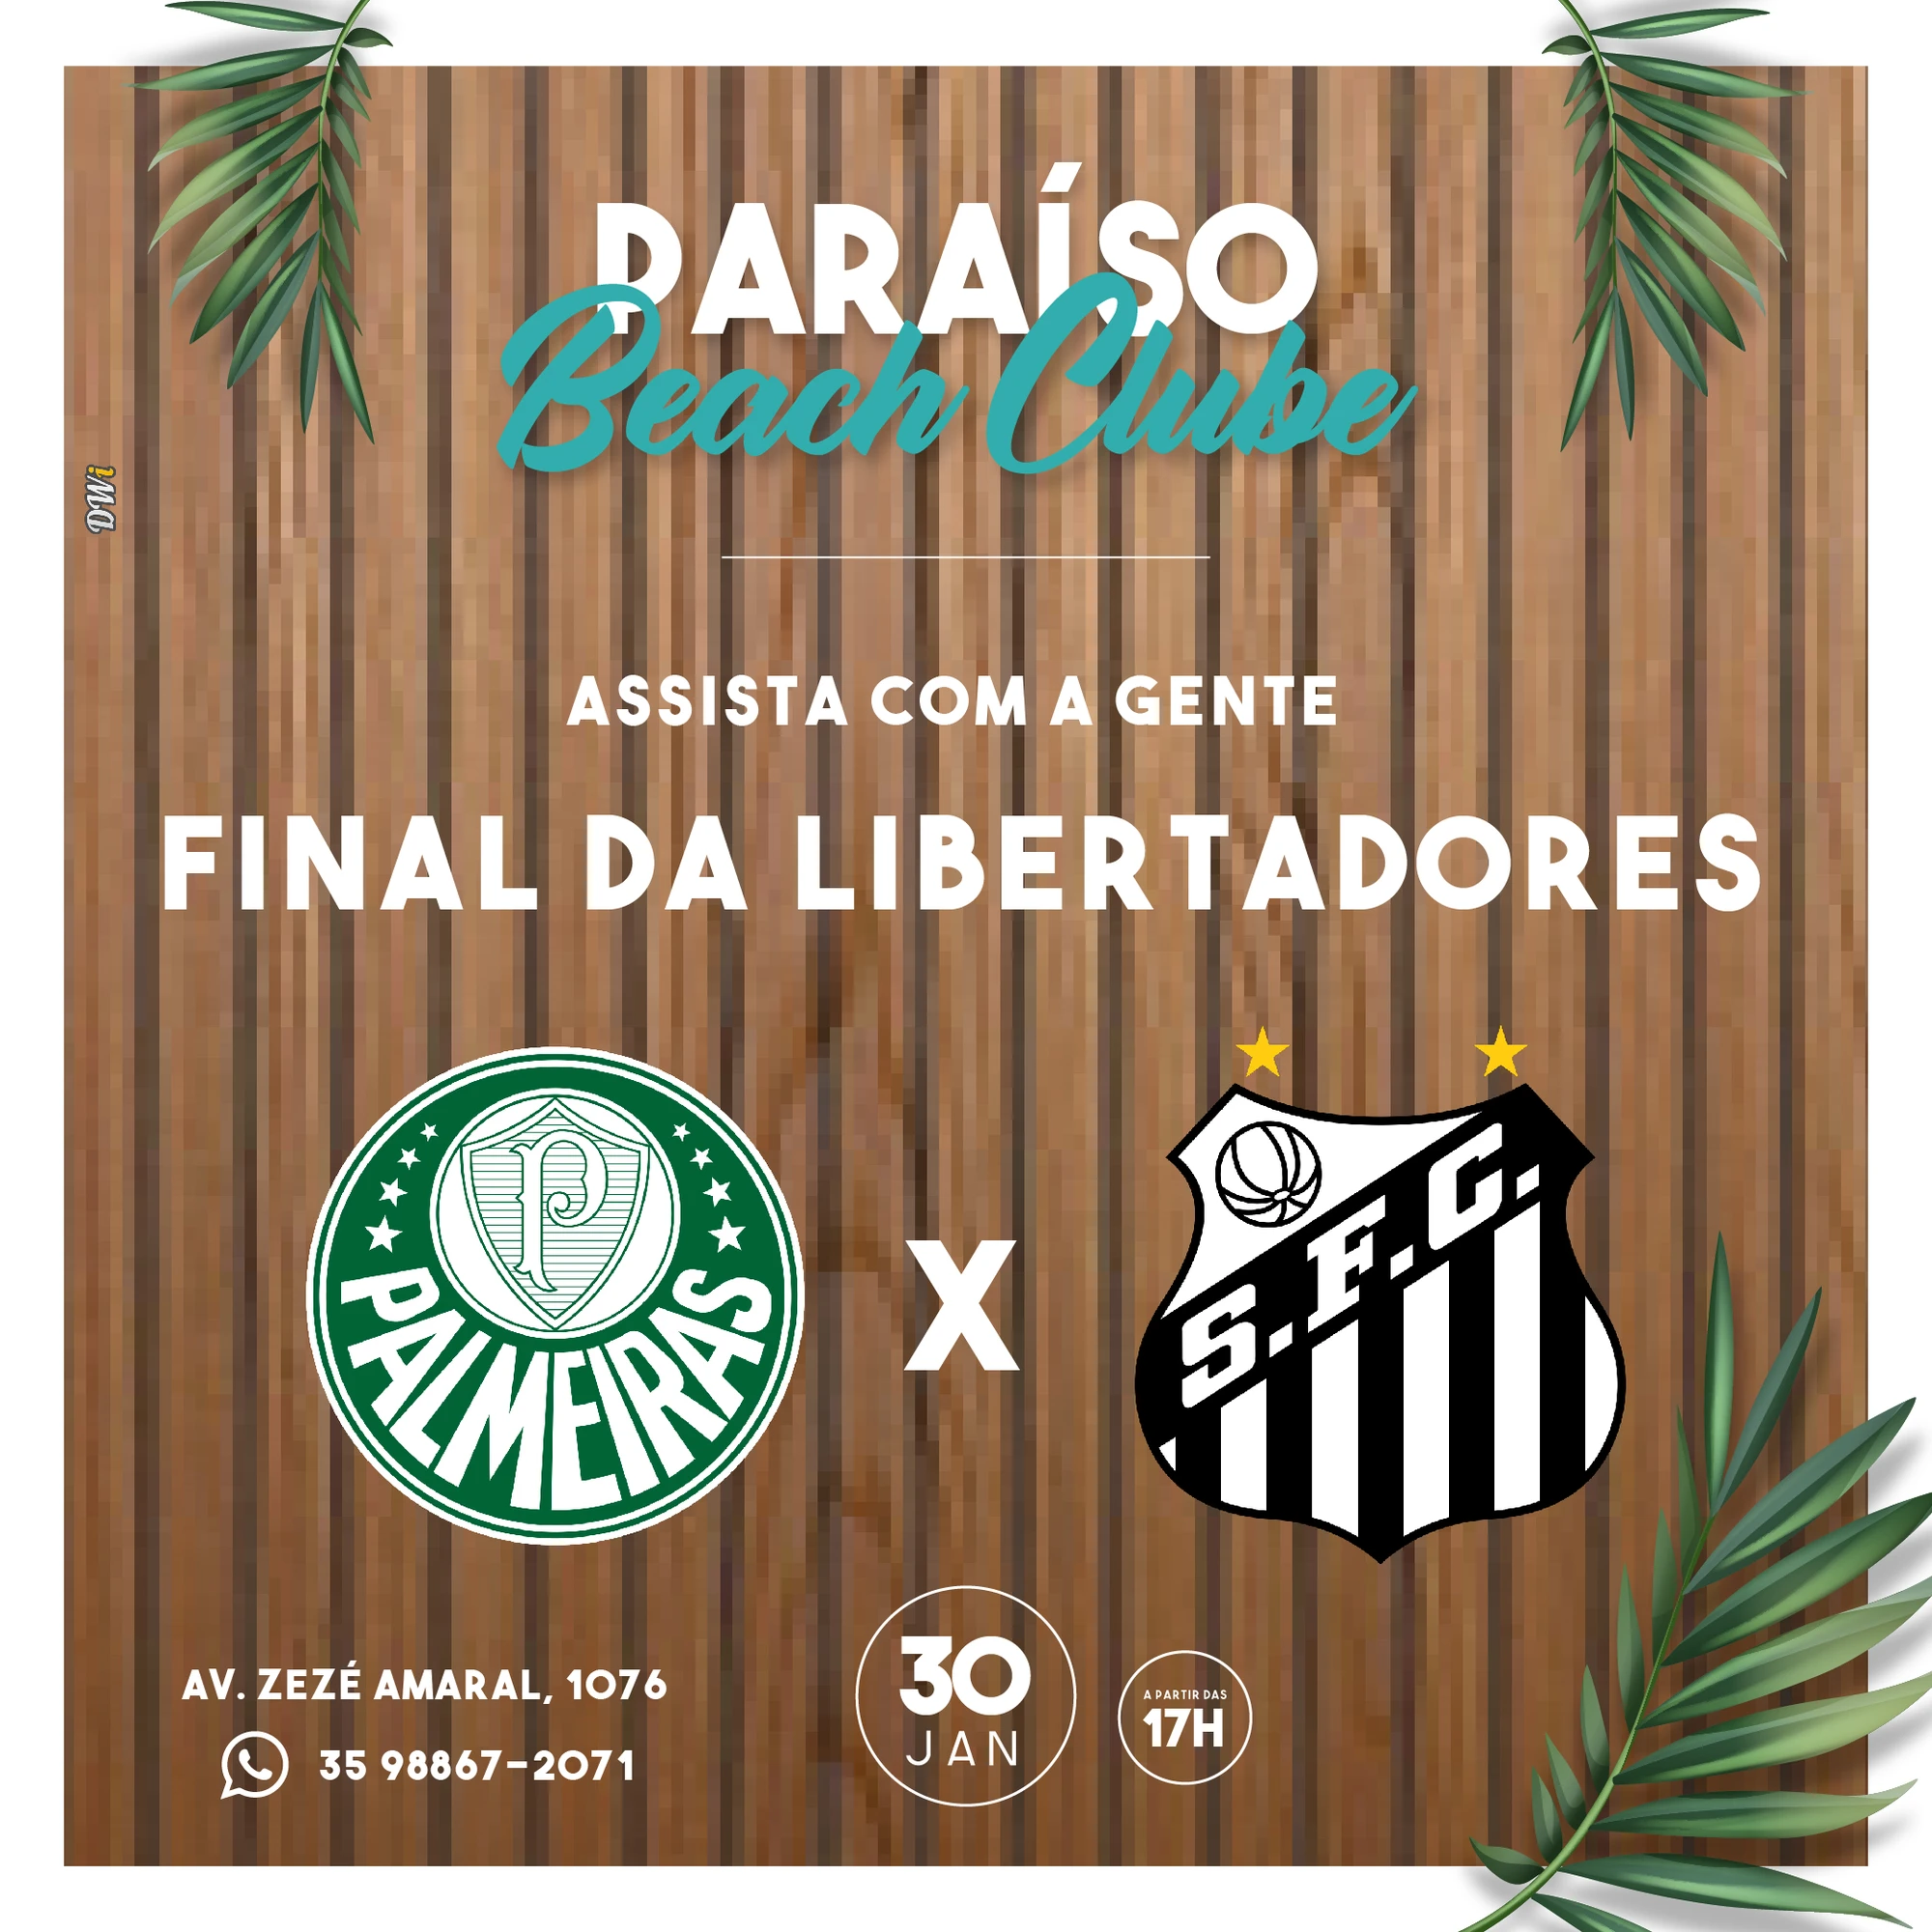 PARAÍSO
Beach Clube
ASSISTA COM A GENTE
FINAL DA LIBERTADORES
PALMEIRAS
P
X
S.F.C.
AV. ZEZÉ AMARAL, 1076
35 98867-2071
30
JAN
A PARTIR DAS
17H